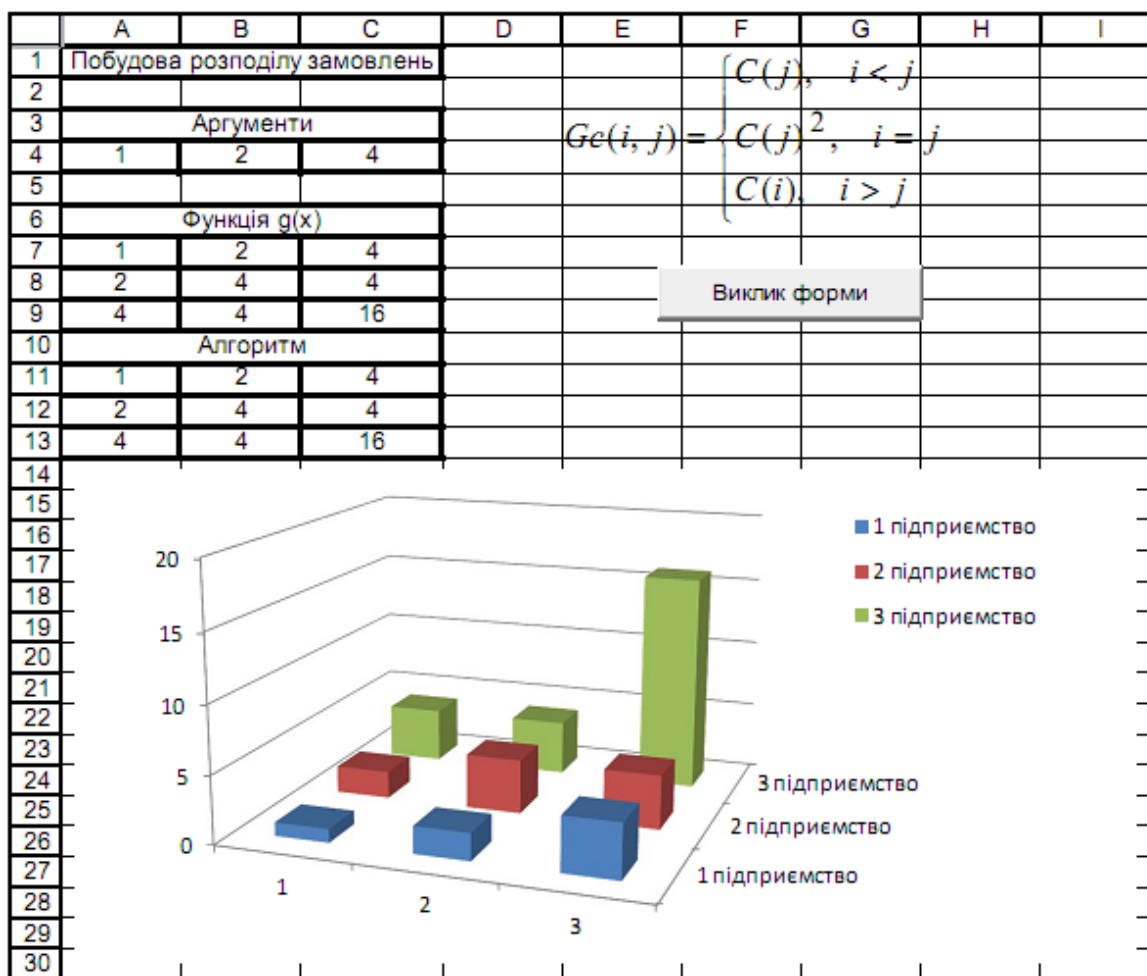 A B C D E F G H I
1 Побудова розподілу замовлень
2
3 Аргументи
4 1 2 4
5
6 Функція g(x)
7 1 2 4
8 2 4 4
9 4 4 16
10 Алгоритм
11 1 2 4
12 2 4 4
13 4 4 16
14
15
16
17
18
19
20
21
22
23
24
25
26
27
28
29
30
C(j), i < j
Gc(i, j) = { C(j)², i = j
C(i), i > j
Виклик форми
1 підприємство
2 підприємство
3 підприємство
20
15
10
5
0
1
2
3
3 підприємство
2 підприємство
1 підприємство